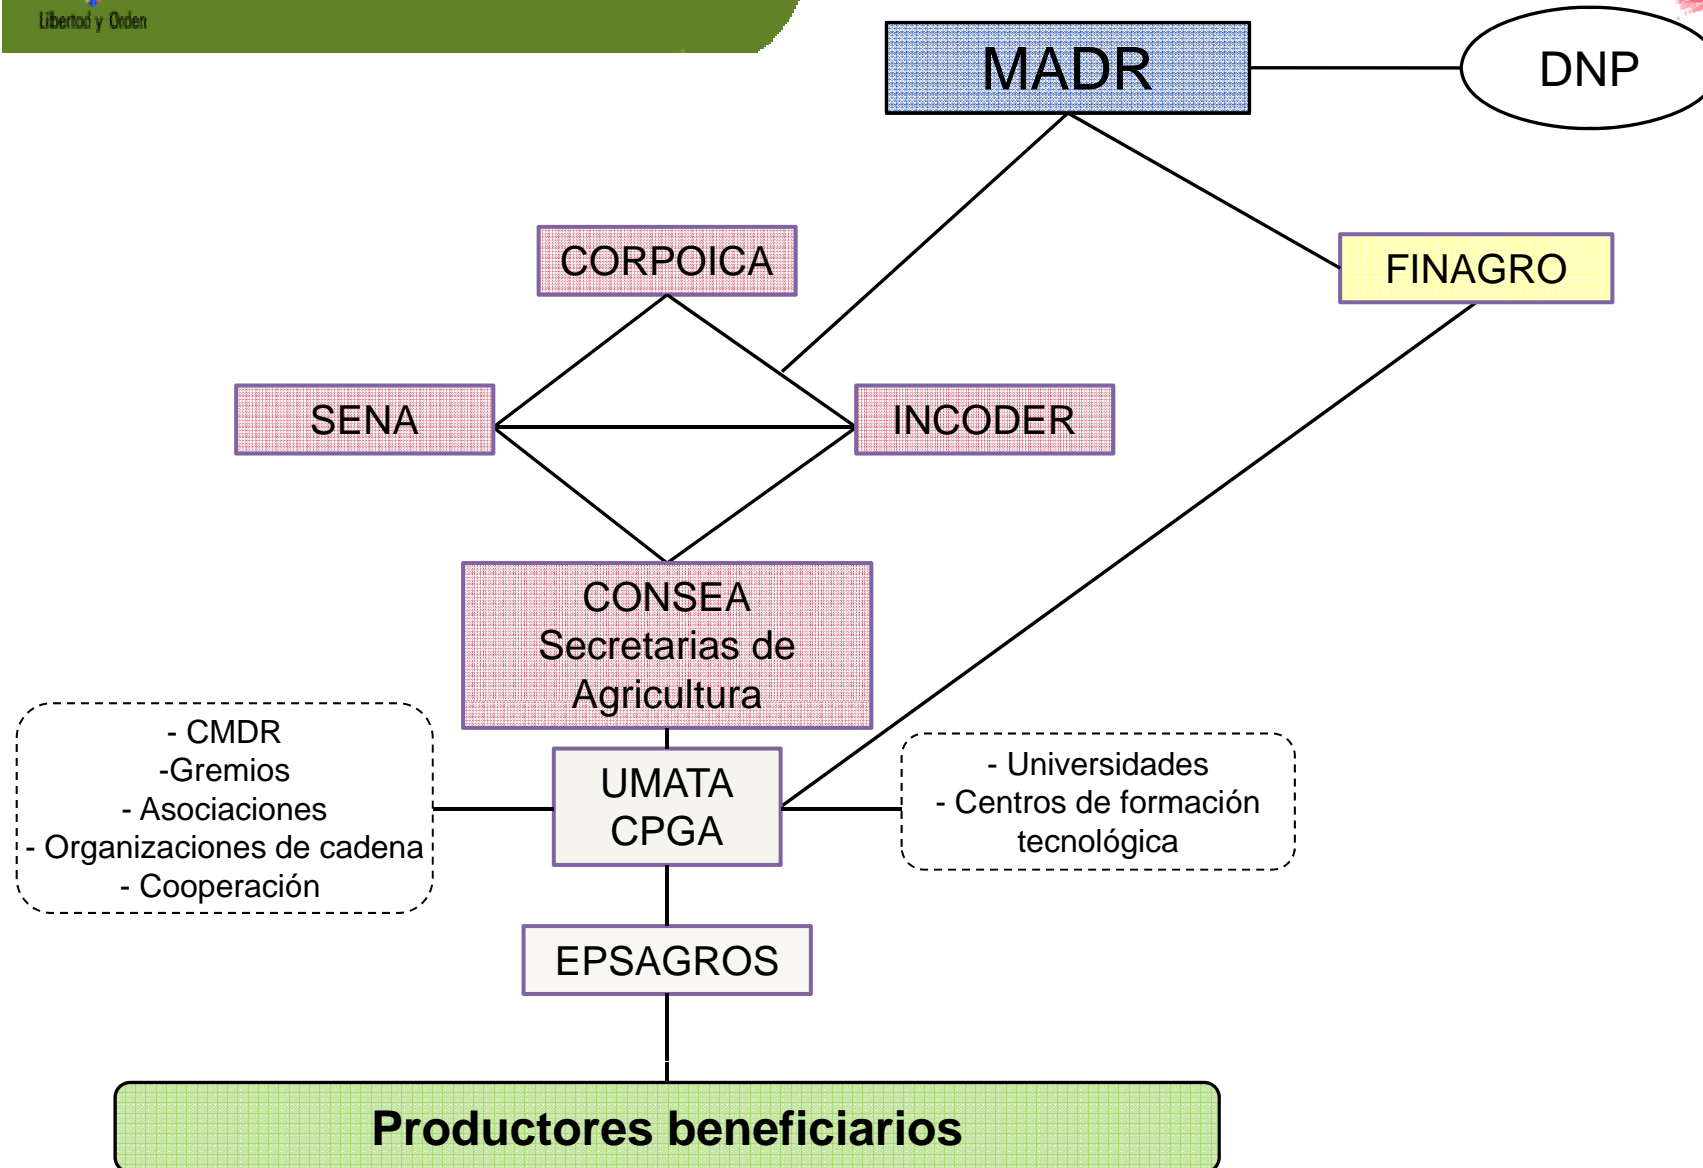 Libertad y Orden
MADR
DNP
CORPOICA
FINAGRO
SENA
INCODER
CONSEA
Secretarias de
Agricultura
- CMDR
-Gremios
- Asociaciones
- Organizaciones de cadena
- Cooperación
UMATA
CPGA
- Universidades
- Centros de formación
tecnológica
EPSAGROS
Productores beneficiarios